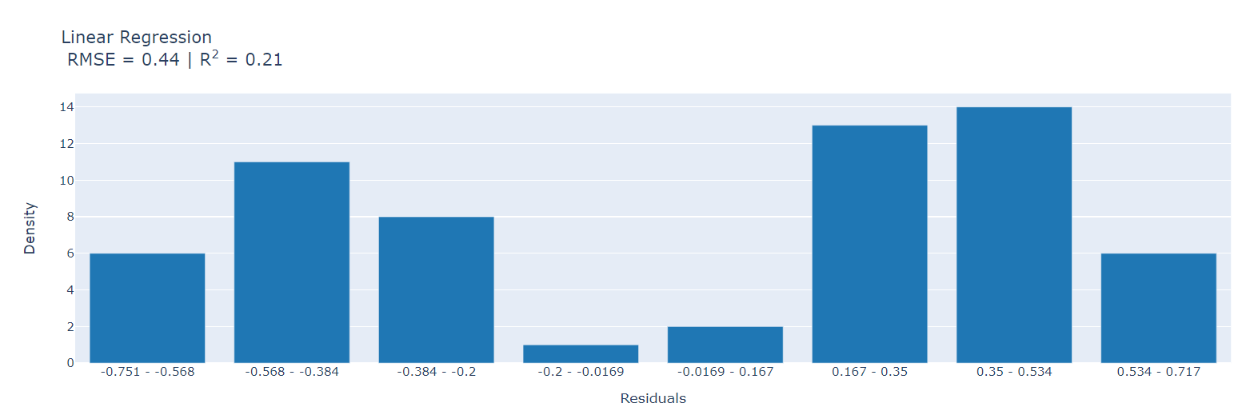 Linear Regression
RMSE = 0.44 | R² = 0.21
14
12
10
8
6
4
2
0
Density
-0.751 - -0.568
-0.568 - -0.384
-0.384 - -0.2
-0.2 - -0.0169
-0.0169 - 0.167
0.167 - 0.35
0.35 - 0.534
0.534 - 0.717
Residuals